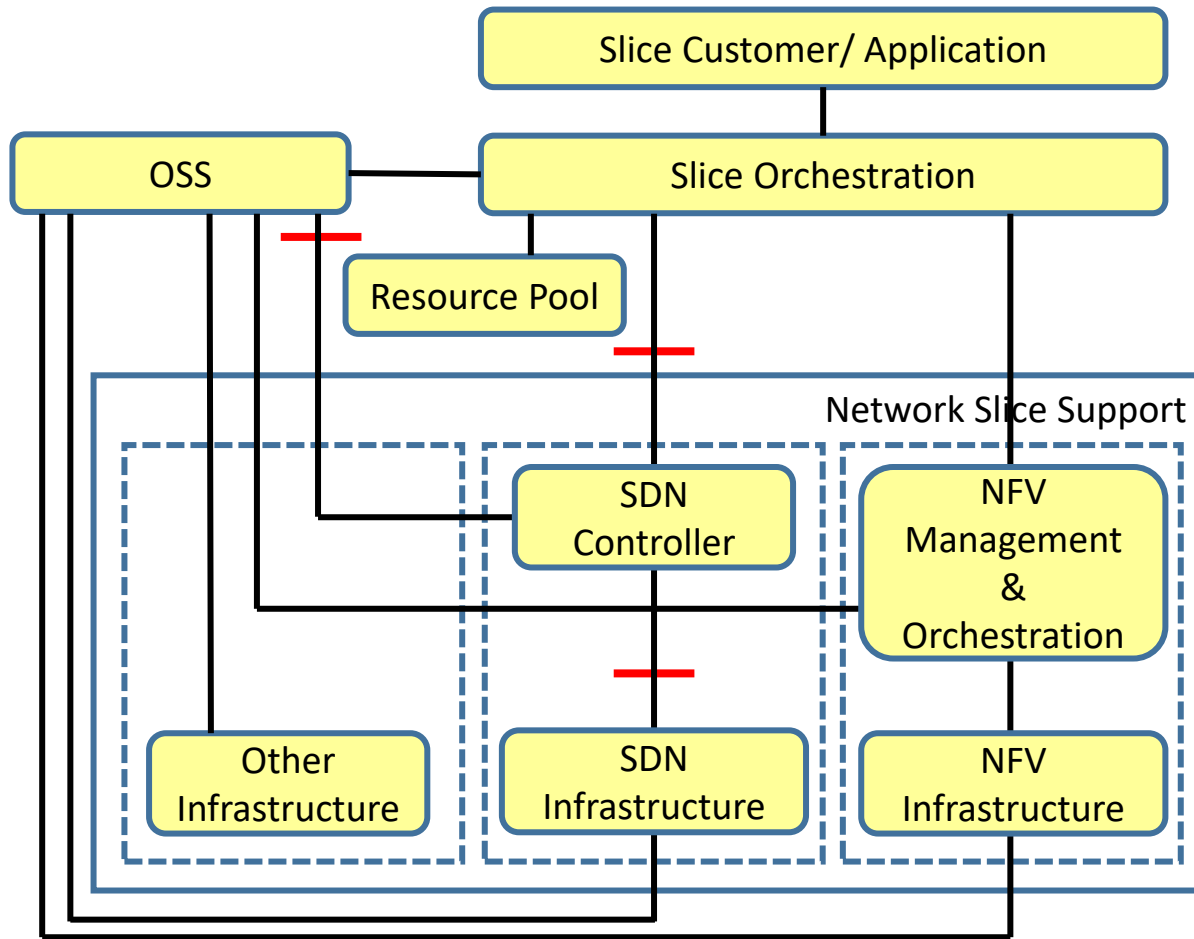 Slice Customer/ Application
OSS
Slice Orchestration
Resource Pool
Network Slice Support
SDN
Controller
NFV
Management
&
Orchestration
Other
Infrastructure
SDN
Infrastructure
NFV
Infrastructure